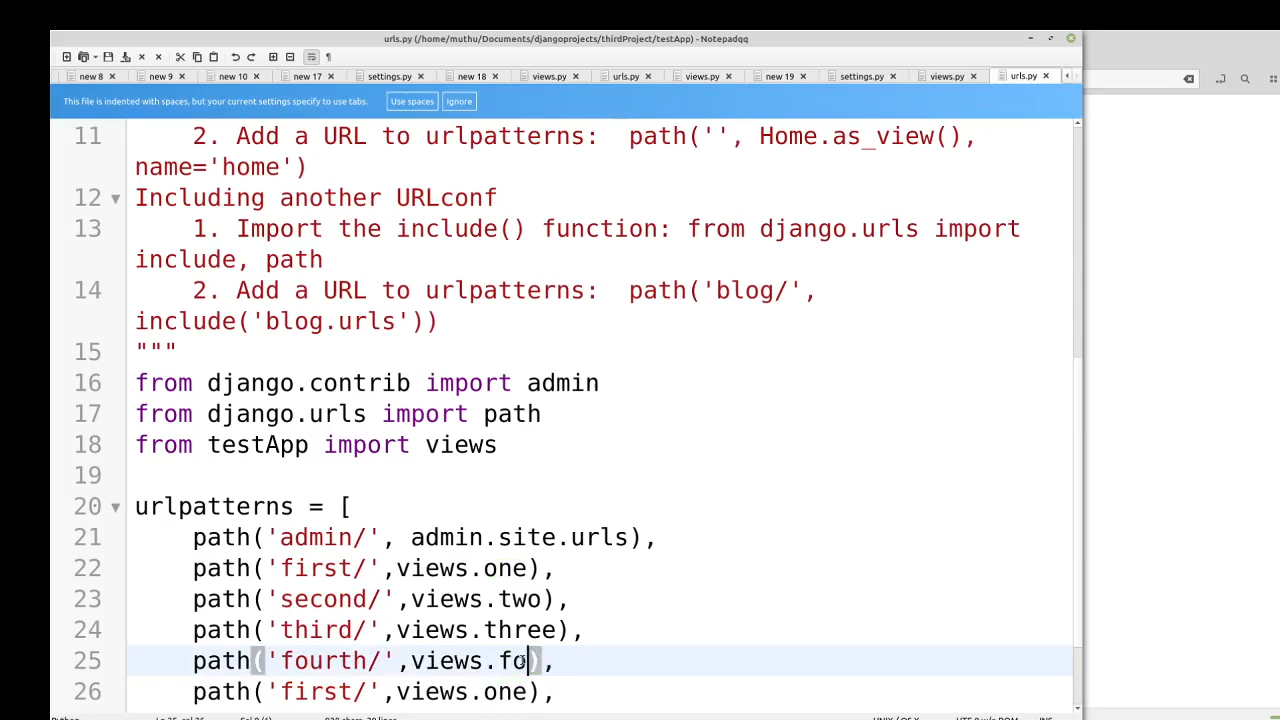 urls.py (/home/muthu/Documents/djangoprojects/thirdProject/testApp) - Notepadqq
new 8 new 9 new 10 new 17 settings.py new 18 views.py urls.py views.py new 19 settings.py views.py urls.py
This file is indented with spaces, but your current settings specify to use tabs. Use spaces Ignore
11 2. Add a URL to urlpatterns:  path('', Home.as_view(),
name='home')
12 Including another URLconf
13 1. Import the include() function: from django.urls import
include, path
14 2. Add a URL to urlpatterns:  path('blog/',
include('blog.urls'))
15 """
16 from django.contrib import admin
17 from django.urls import path
18 from testApp import views
19
20 urlpatterns = [
21 path('admin/', admin.site.urls),
22 path('first/',views.one),
23 path('second/',views.two),
24 path('third/',views.three),
25 path('fourth/',views.fo),
26 path('first/',views.one),